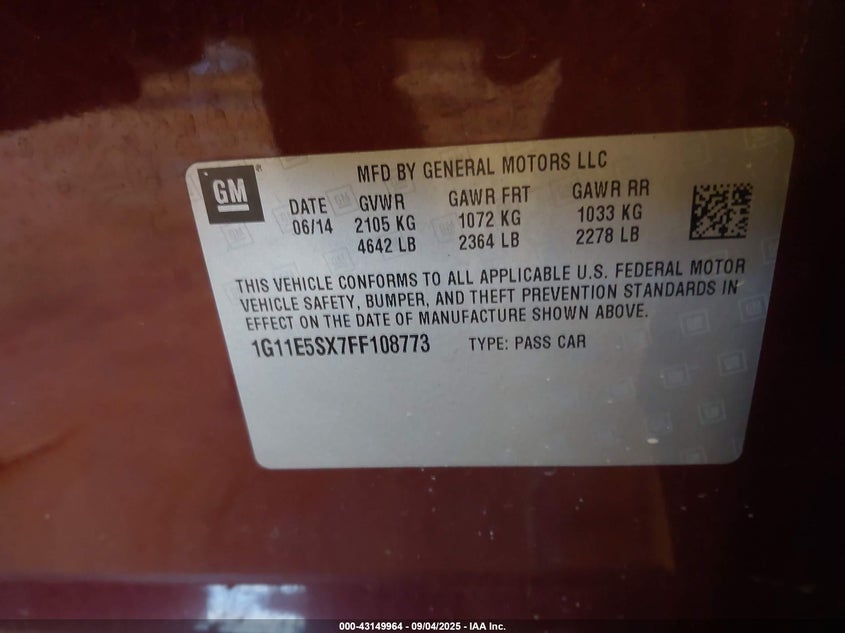 MFD BY GENERAL MOTORS LLC
GM
DATE GVWR GAWR FRT GAWR RR
06/14 2105 KG 1072 KG 1033 KG
4642 LB 2364 LB 2278 LB
THIS VEHICLE CONFORMS TO ALL APPLICABLE U.S. FEDERAL MOTOR
VEHICLE SAFETY, BUMPER, AND THEFT PREVENTION STANDARDS IN
EFFECT ON THE DATE OF MANUFACTURE SHOWN ABOVE.
1G11E5SX7FF108773 TYPE: PASS CAR
000-43149964 - 09/04/2025 - IAA Inc.